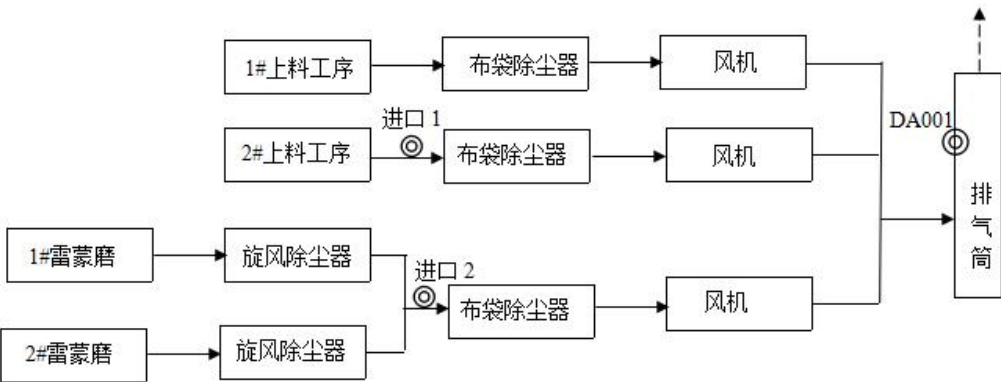 1#上料工序
布袋除尘器
风机
进口 1
DA001
2#上料工序
布袋除尘器
风机
排气筒
1#雷蒙磨
旋风除尘器
进口 2
布袋除尘器
风机
2#雷蒙磨
旋风除尘器